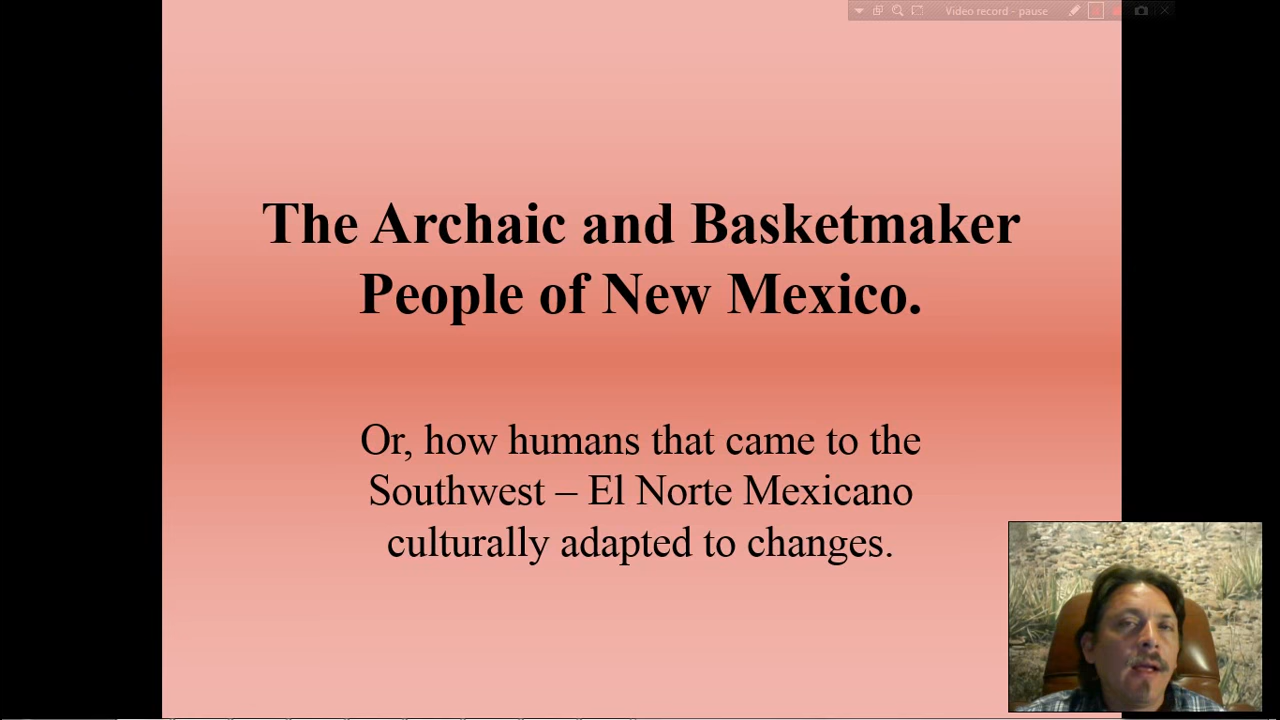 Video record - pause
The Archaic and Basketmaker
People of New Mexico.
Or, how humans that came to the
Southwest – El Norte Mexicano
culturally adapted to changes.